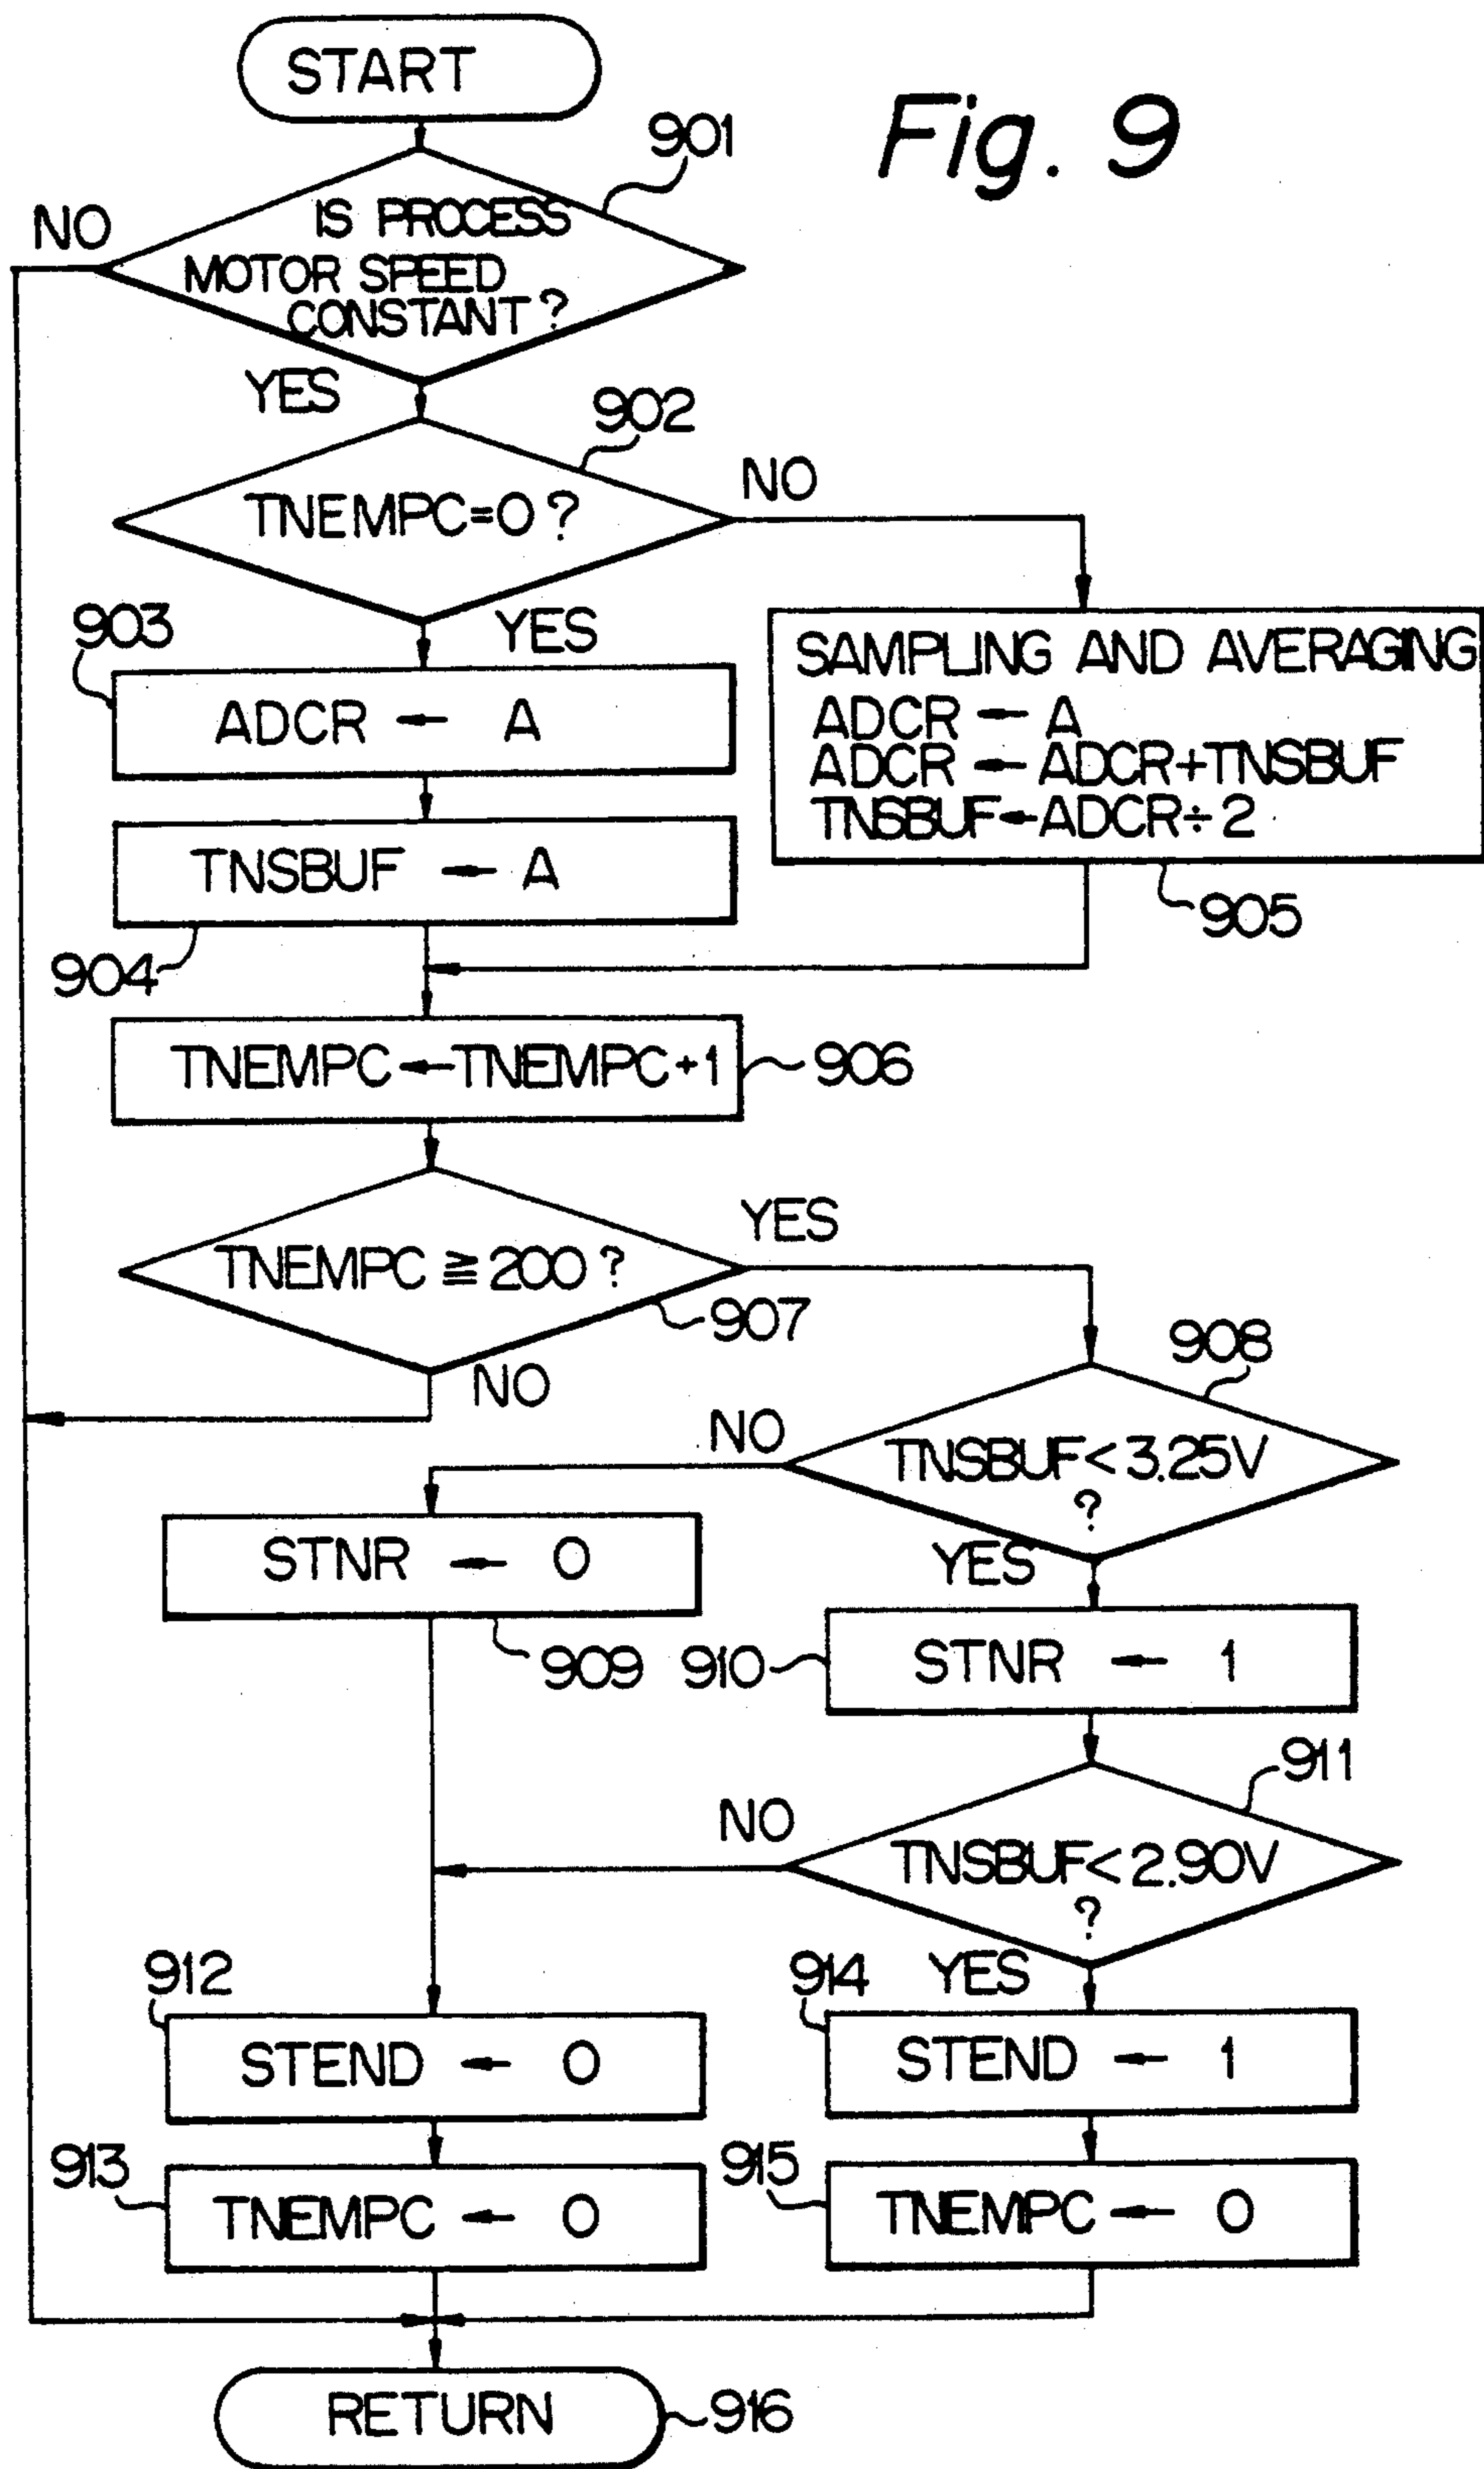 START
Fig. 9
901
NO
IS PROCESS
MOTOR SPEED
CONSTANT?
YES
902
TNEMPC=0?
NO
903
YES
ADCR ← A
SAMPLING AND AVERAGING
ADCR ← A
ADCR ← ADCR+TNSBUF
TNSBUF←ADCR÷2
TNSBUF ← A
905
904
TNEMPC←TNEMPC+1
906
YES
TNEMPC ≧ 200?
907
908
NO
NO
TNSBUF<3.25V
?
STNR ← 0
YES
909
910
STNR ← 1
911
NO
TNSBUF<2.90V
?
912
914
YES
STEND ← 0
STEND ← 1
913
915
TNEMPC ← 0
TNEMPC ← 0
RETURN
916